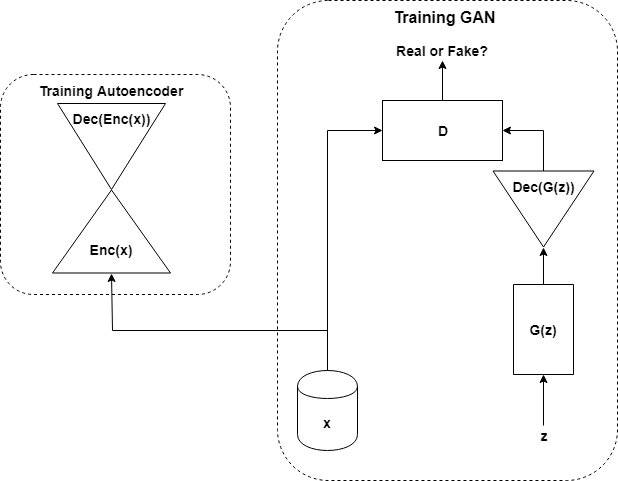 Training GAN
Real or Fake?
Training Autoencoder
Dec(Enc(x))
D
Dec(G(z))
Enc(x)
G(z)
x
z